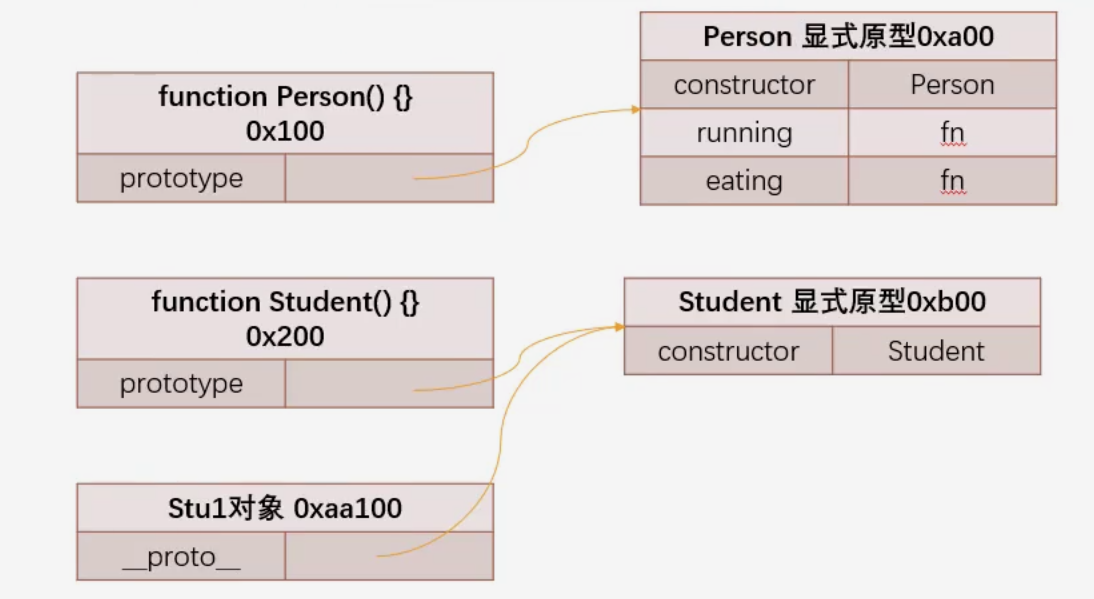 function Person() {}
0x100
prototype
Person 显式原型0xa00
constructor Person
running fn
eating fn
function Student() {}
0x200
prototype
Student 显式原型0xb00
constructor Student
Stu1对象 0xaa100
__proto__